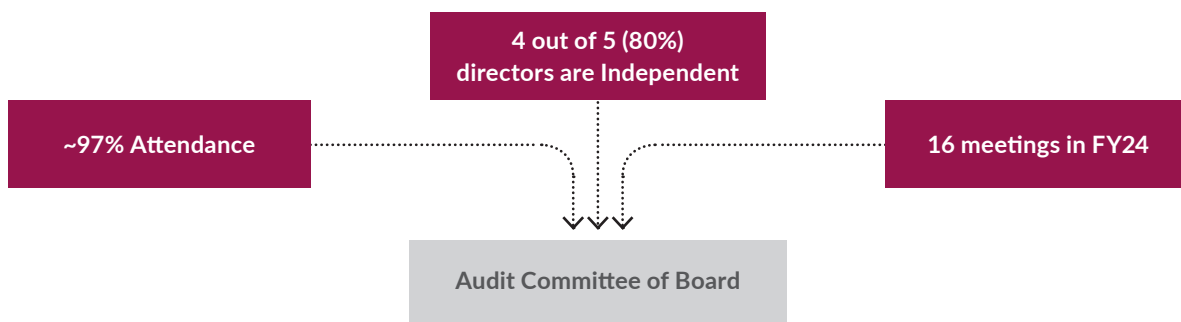 4 out of 5 (80%)
directors are Independent
~97% Attendance
16 meetings in FY24
Audit Committee of Board